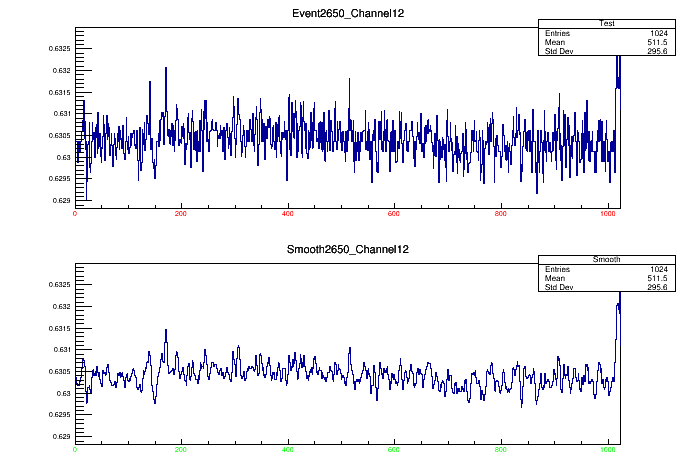 Event2650_Channel12
Test
Entries 1024
Mean 511.5
Std Dev 295.6
0.6325
0.632
0.6315
0.631
0.6305
0.63
0.6295
0.629
0 200 400 600 800 1000
Smooth2650_Channel12
Smooth
Entries 1024
Mean 511.5
Std Dev 295.6
0.6325
0.632
0.6315
0.631
0.6305
0.63
0.6295
0.629
0 200 400 600 800 1000